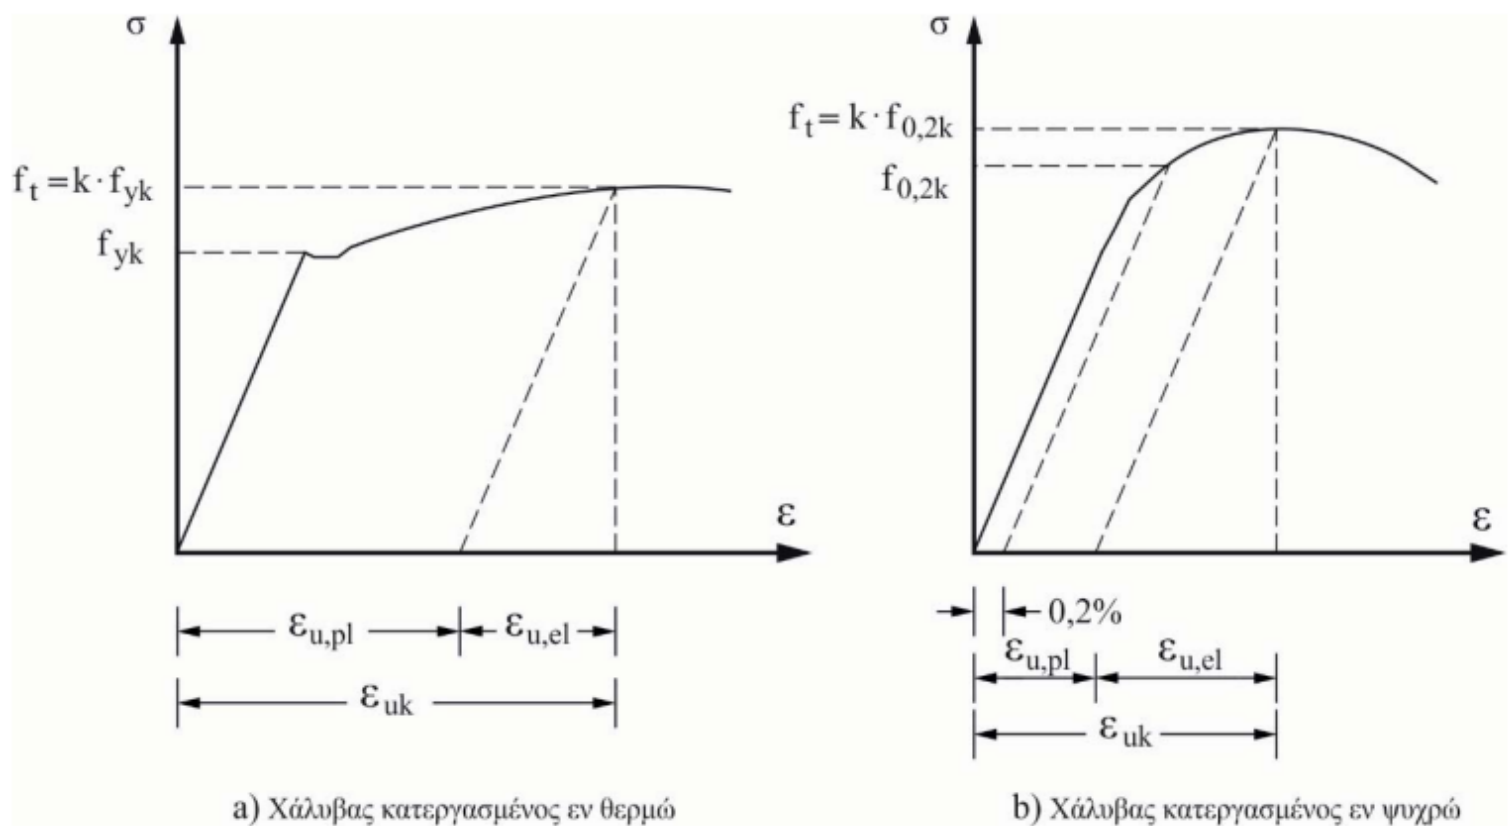 σ
f_t = k · f_yk
f_yk
ε
ε_u,pl
ε_u,el
ε_uk
a) Χάλυβας κατεργασμένος εν θερμώ
σ
f_t = k · f_0,2k
f_0,2k
ε
0,2%
ε_u,pl
ε_u,el
ε_uk
b) Χάλυβας κατεργασμένος εν ψυχρώ